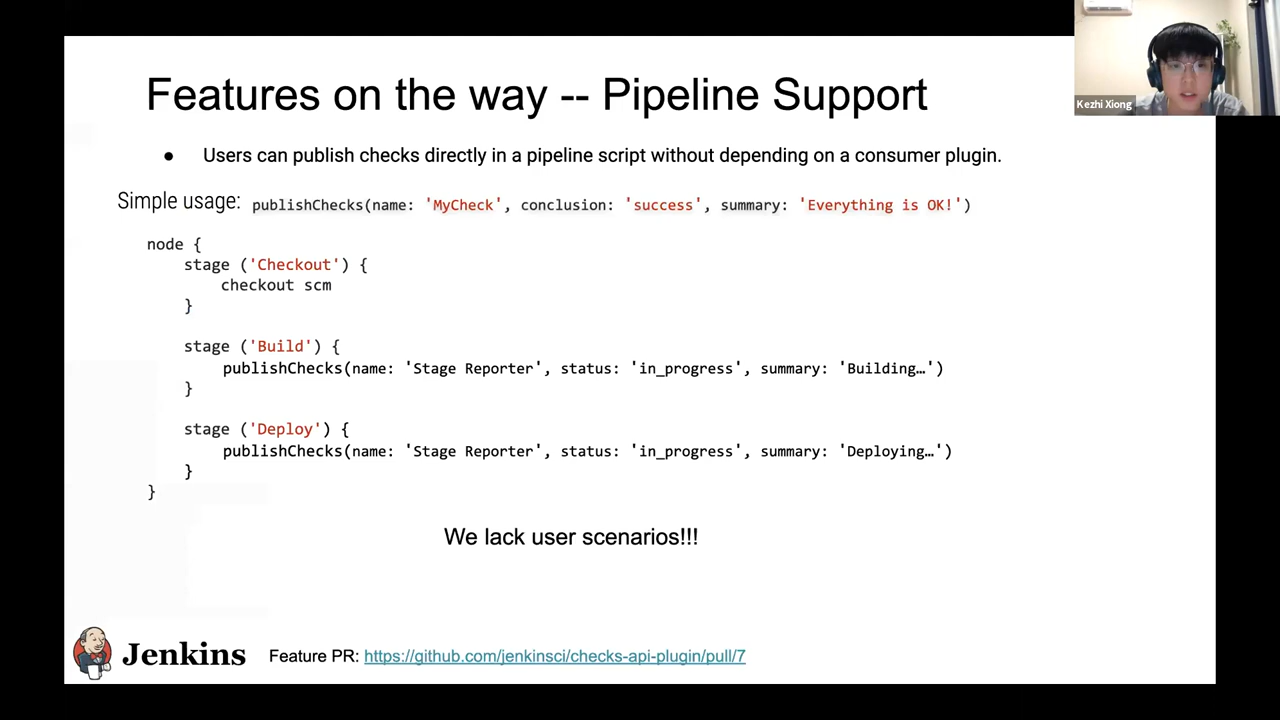 Features on the way -- Pipeline Support
Kezhi Xiong
● Users can publish checks directly in a pipeline script without depending on a consumer plugin.
Simple usage: publishChecks(name: 'MyCheck', conclusion: 'success', summary: 'Everything is OK!')
node {
    stage ('Checkout') {
        checkout scm
    }
    stage ('Build') {
        publishChecks(name: 'Stage Reporter', status: 'in_progress', summary: 'Building…')
    }
    stage ('Deploy') {
        publishChecks(name: 'Stage Reporter', status: 'in_progress', summary: 'Deploying…')
    }
}
We lack user scenarios!!!
Jenkins Feature PR: https://github.com/jenkinsci/checks-api-plugin/pull/7